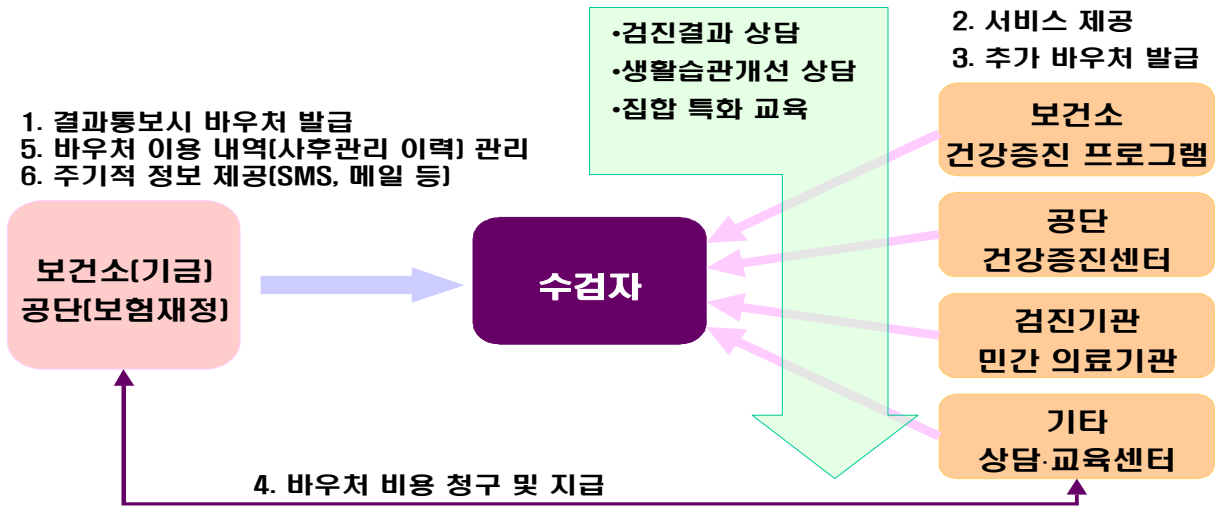 •검진결과 상담
•생활습관개선 상담
•집합 특화 교육
2. 서비스 제공
3. 추가 바우처 발급
1. 결과통보시 바우처 발급
5. 바우처 이용 내역(사후관리 이력) 관리
6. 주기적 정보 제공(SMS, 메일 등)
보건소(기금)
공단(보험재정)
수검자
보건소
건강증진 프로그램
공단
건강증진센터
검진기관
민간 의료기관
기타
상담·교육센터
4. 바우처 비용 청구 및 지급